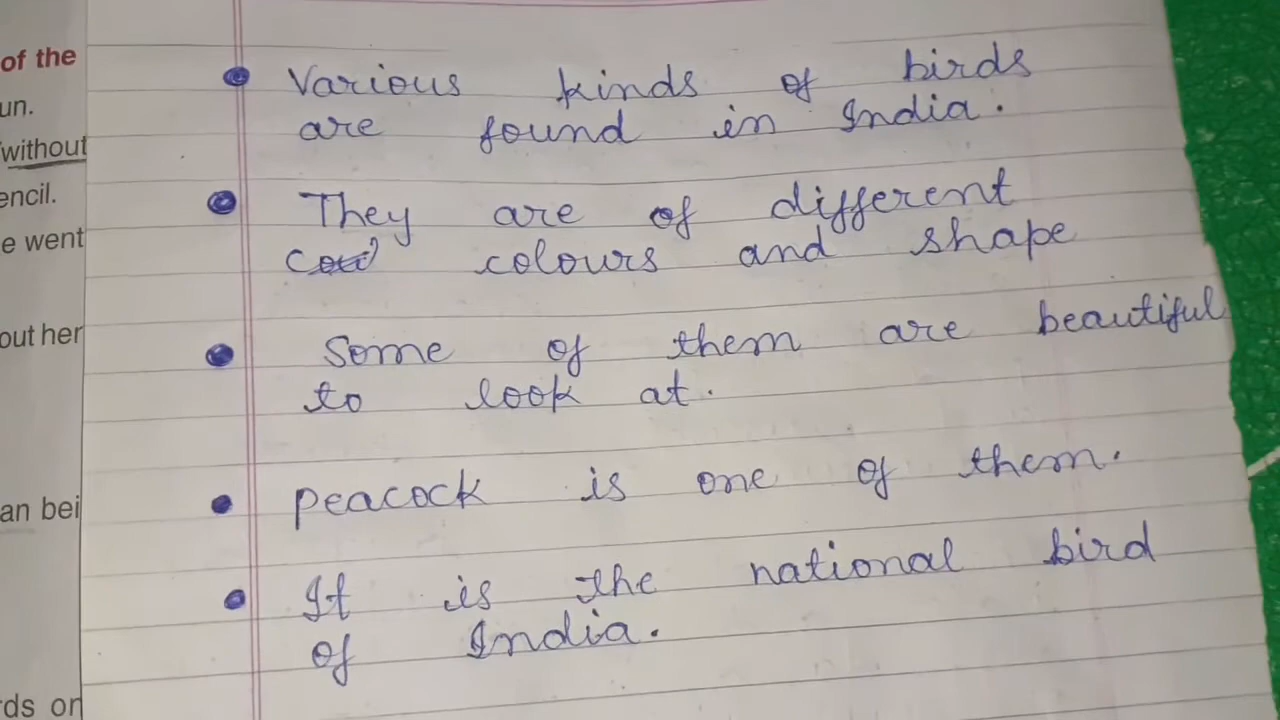 of the
un.
without
encil.
e went
out her
an bei
rds on
Various kinds of birds
are found in India.
They are of different
colours and shape
Some of them are beautiful
to look at.
Peacock is one of them.
It is the national bird
of India.